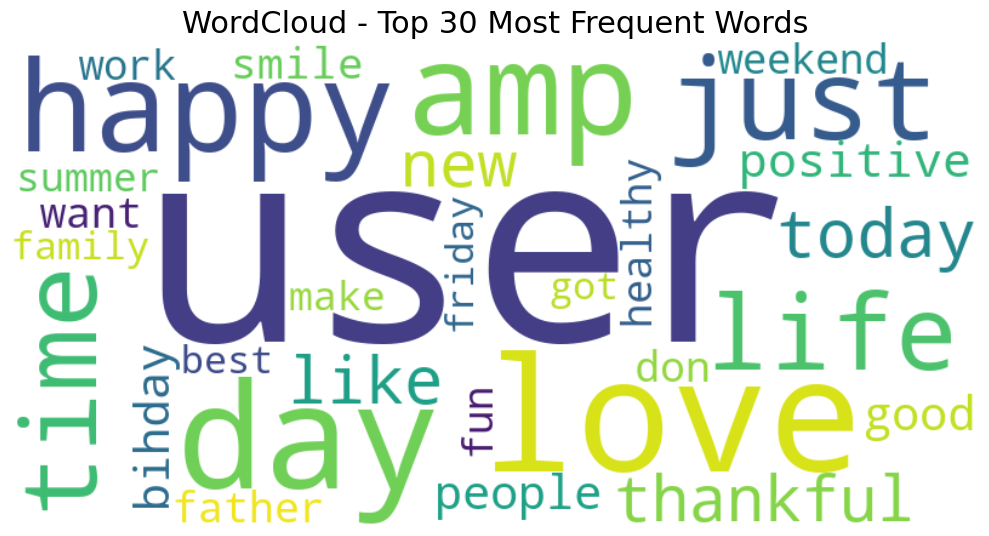 WordCloud - Top 30 Most Frequent Words
work
smile
weekend
happy
amp
just
new
positive
summer
want
family
user
friday
healthy
today
make
got
time
life
best
like
don
bihday
day
fun
love
good
father
people
thankful